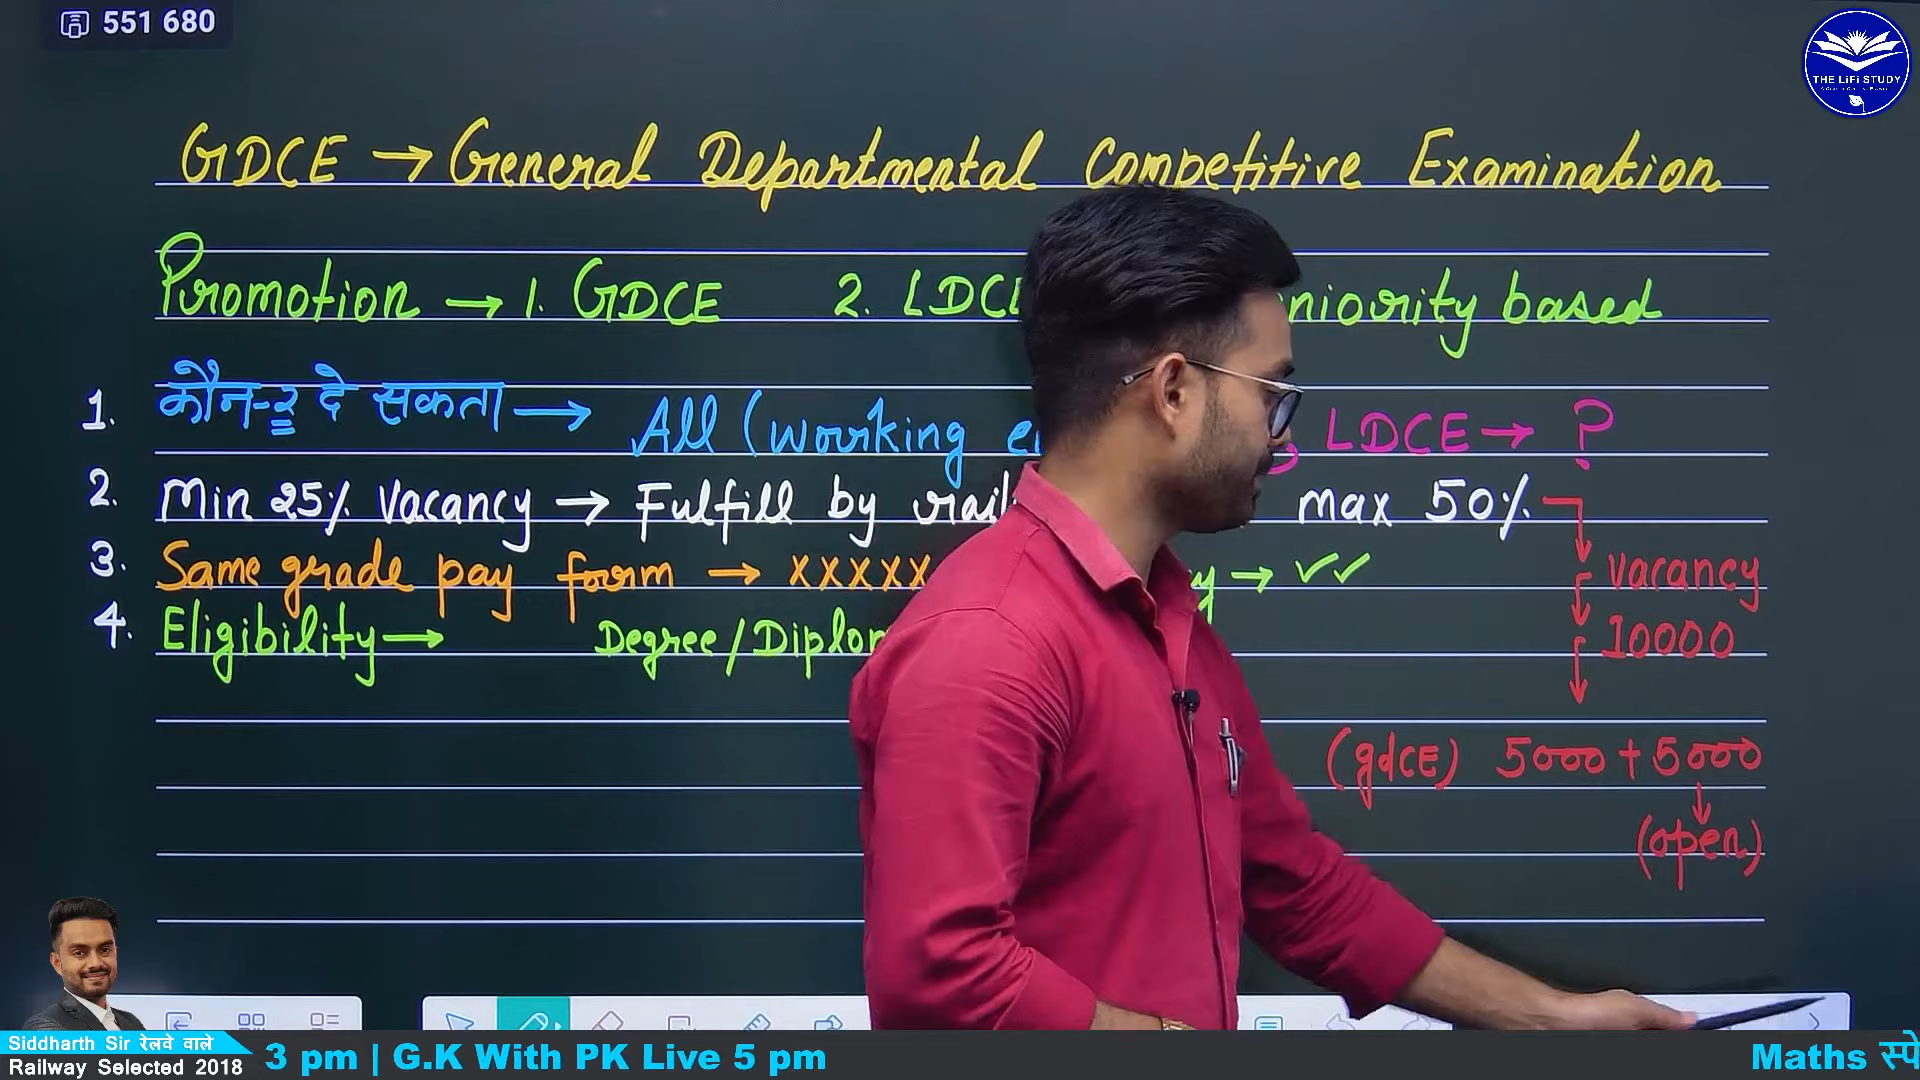 551 680
THE LiFi STUDY
GDCE → General Departmental Competitive Examination
Promotion → 1. GDCE 2. LDCE niority based
1. कौन-२ दे सकता → All (working LDCE → ?
2. Min 25% Vacancy → Fulfill by max 50%
3. Same grade pay form → xxxxx → ✓✓
vacancy
4. Eligibility → Degree/Diplom
10000
(gdCE) 5000 + 5000
(open)
Siddharth Sir रेलवे वाले
Railway Selected 2018
3 pm | G.K With PK Live 5 pm
Maths स्पे